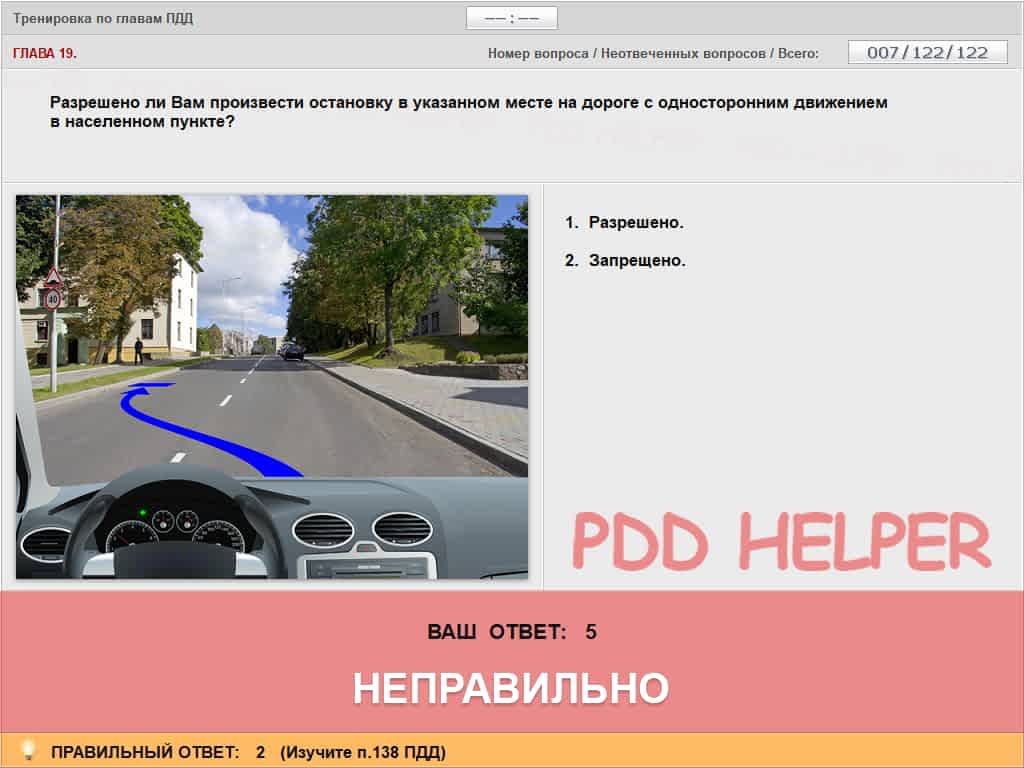 Тренировка по главам ПДД
—— : ——
ГЛАВА 19.
Номер вопроса / Неотвеченных вопросов / Всего:
007/122/122
Разрешено ли Вам произвести остановку в указанном месте на дороге с односторонним движением
в населенном пункте?
40
1. Разрешено.
2. Запрещено.
PDD HELPER
ВАШ ОТВЕТ: 5
НЕПРАВИЛЬНО
ПРАВИЛЬНЫЙ ОТВЕТ: 2 (Изучите п.138 ПДД)